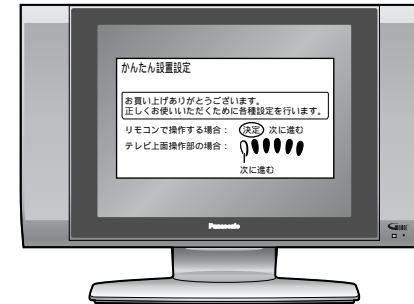 かんたん設置設定
お買い上げありがとうございます。
正しくお使いいただくために各種設定を行います。
リモコンで操作する場合： 決定 次に進む
テレビ上面操作部の場合：
次に進む
Panasonic